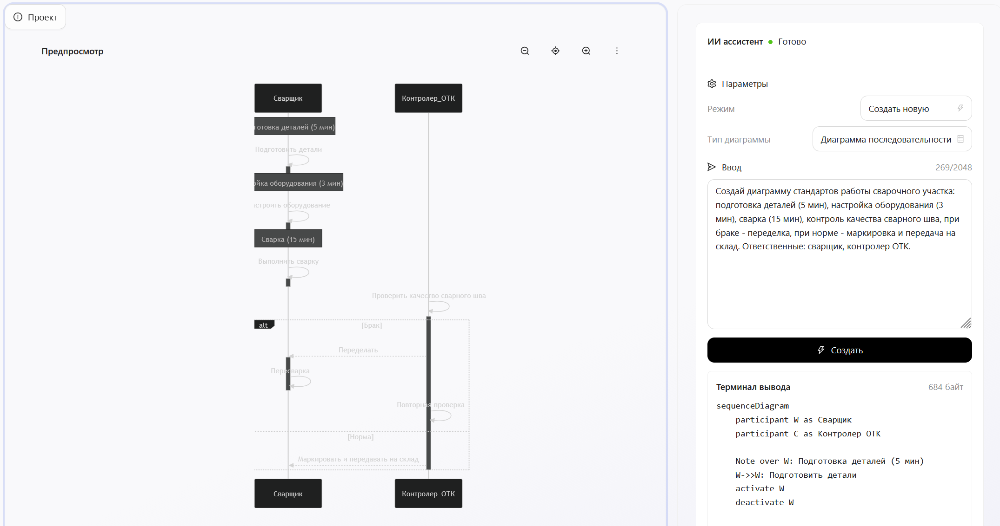 Проект
Предпросмотр
Сварщик
Контролер_ОТК
готовка деталей (5 мин)
Подготовить детали
ойка оборудования (3 мин)
строить оборудование
Сварка (15 мин)
Выполнить сварку
Проверить качество сварного шва
alt
[Брак]
Переделать
Пересварка
Повторная проверка
[Норма]
Маркировать и передавать на склад
Сварщик
Контролер_ОТК
ИИ ассистент
Готово
Параметры
Режим
Создать новую
Тип диаграммы
Диаграмма последовательности
Ввод
269/2048
Создай диаграмму стандартов работы сварочного участка:
подготовка деталей (5 мин), настройка оборудования (3
мин), сварка (15 мин), контроль качества сварного шва, при
браке - переделка, при норме - маркировка и передача на
склад. Ответственные: сварщик, контролер ОТК.
Создать
Терминал вывода
684 байт
sequenceDiagram
participant W as Сварщик
participant C as Контролер_ОТК
Note over W: Подготовка деталей (5 мин)
W->>W: Подготовить детали
activate W
deactivate W